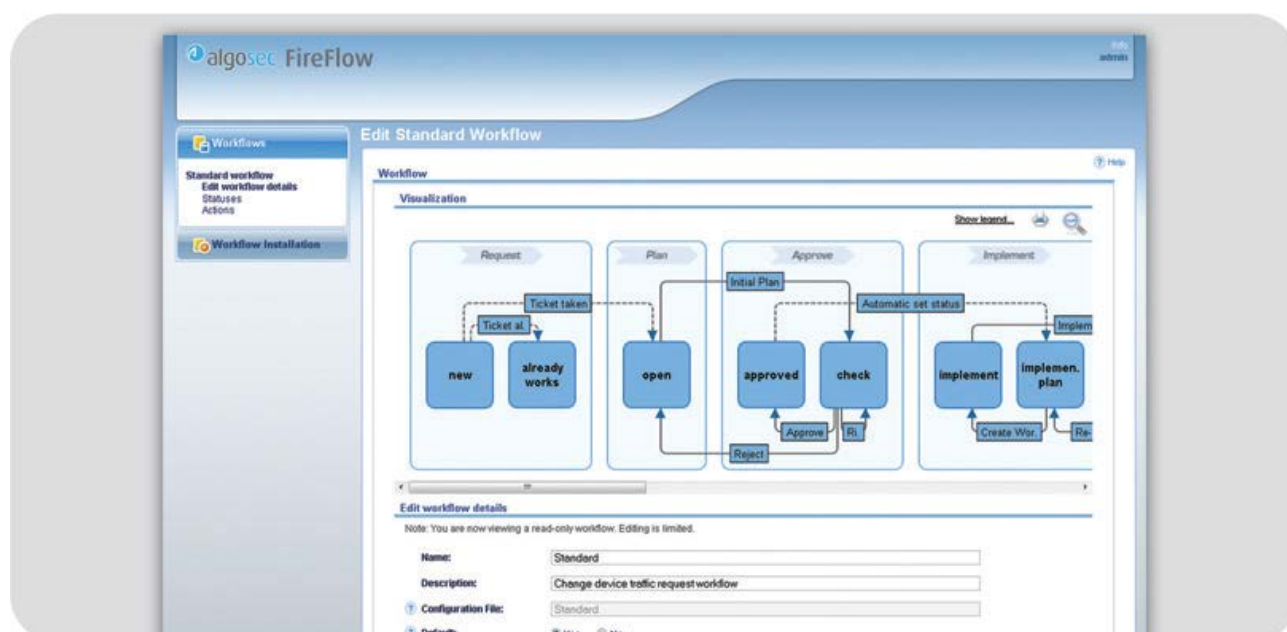 algosec FireFlow
Info
admin
Workflows
Edit Standard Workflow
Help
Standard workflow
Edit workflow details
Statuses
Actions
Workflow Installation
Workflow
Visualization
Show legend...
Request
Plan
Approve
Implement
Initial Plan
Ticket taken
Automatic set status
Ticket al.
Implem
new
already
works
open
approved
check
implement
implemen.
plan
Approve
Ri.
Create Wor.
Re-
Reject
Edit workflow details
Note: You are now viewing a read-only workflow. Editing is limited.
Name:
Standard
Description:
Change device traffic request workflow
Configuration File:
Standard